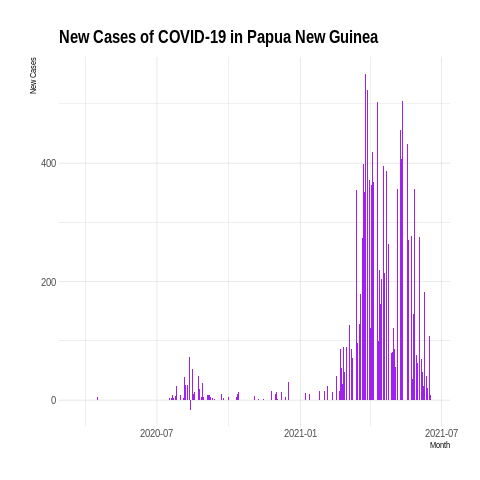 New Cases of COVID-19 in Papua New Guinea
New Cases
400
200
0
2020-07
2021-01
2021-07
Month